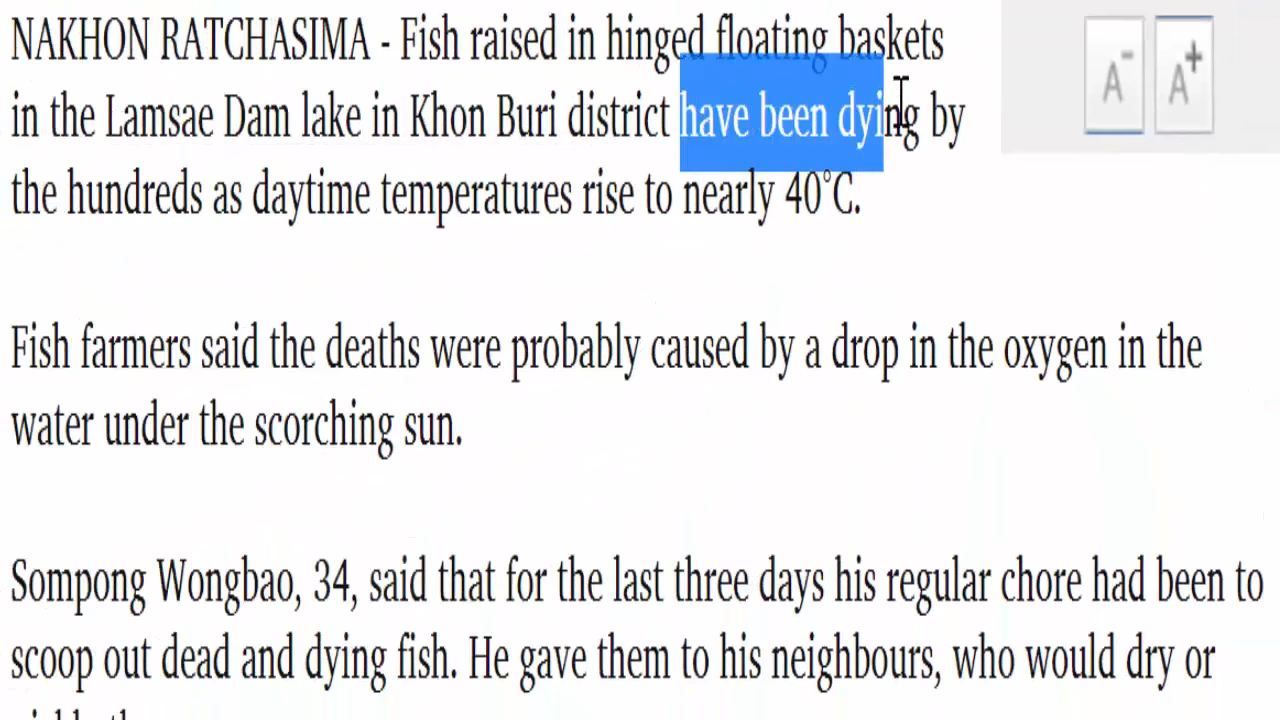 NAKHON RATCHASIMA - Fish raised in hinged floating baskets
in the Lamsae Dam lake in Khon Buri district have been dying by
the hundreds as daytime temperatures rise to nearly 40°C.
Fish farmers said the deaths were probably caused by a drop in the oxygen in the
water under the scorching sun.
Sompong Wongbao, 34, said that for the last three days his regular chore had been to
scoop out dead and dying fish. He gave them to his neighbours, who would dry or
A-
A+